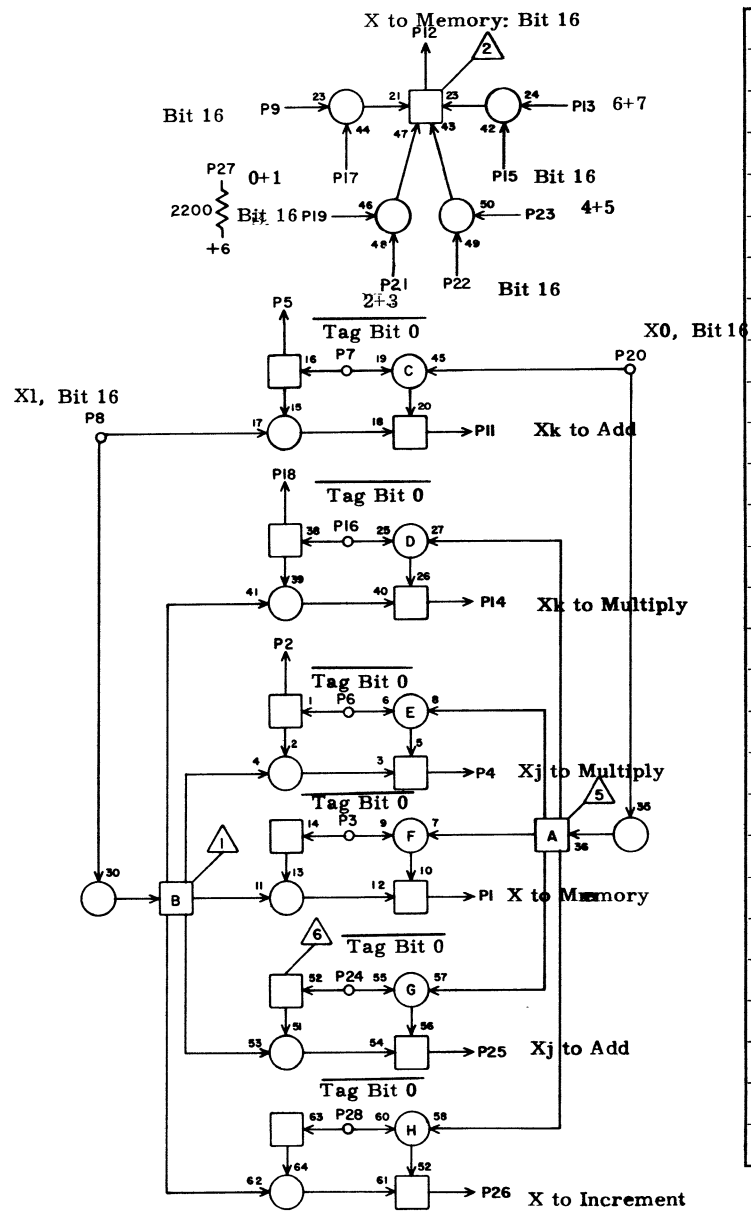 X to Memory: Bit 16
P12
2
23 21 23 24
Bit 16 P9 P13 6+7
44 47 43 42
P17 P15 Bit 16
P27 0+1
2200 Bit 16 P19 46 50 P23 4+5
+6
48 49
P21 P22 Bit 16
2+3
P5
Tag Bit 0
X0, Bit 16
P20
16 P7 19 C 45
X1, Bit 16
P8
15 20
17 18 P11 Xk to Add
P18
Tag Bit 0
38 P16 25 D 27
39 26
41 40 P14 Xk to Multiply
P2
Tag Bit 0
1 P6 6 E 8
2 5
4 3 P4 Xj to Multiply
Tag Bit 0
5
14 P3 9 F 7 A 36 35
1
30 13 10
B 11 12 P1 X to Memory
6
Tag Bit 0
52 P24 55 G 57
51 56
53 54 P25 Xj to Add
Tag Bit 0
63 P28 60 H 58
64 52
62 61 P26 X to Increment